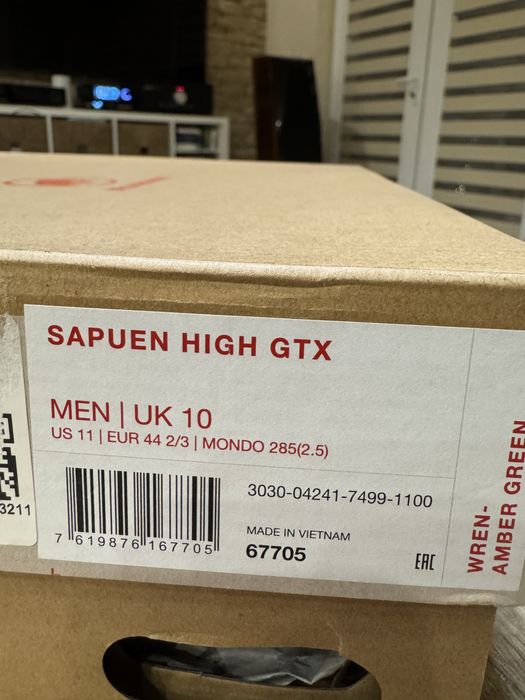 SAPUEN HIGH GTX
MEN | UK 10
US 11 | EUR 44 2/3 | MONDO 285(2.5)
3030-04241-7499-1100
7 619876 167705
MADE IN VIETNAM
67705
EAC
WREN-
AMBER GREEN
3211